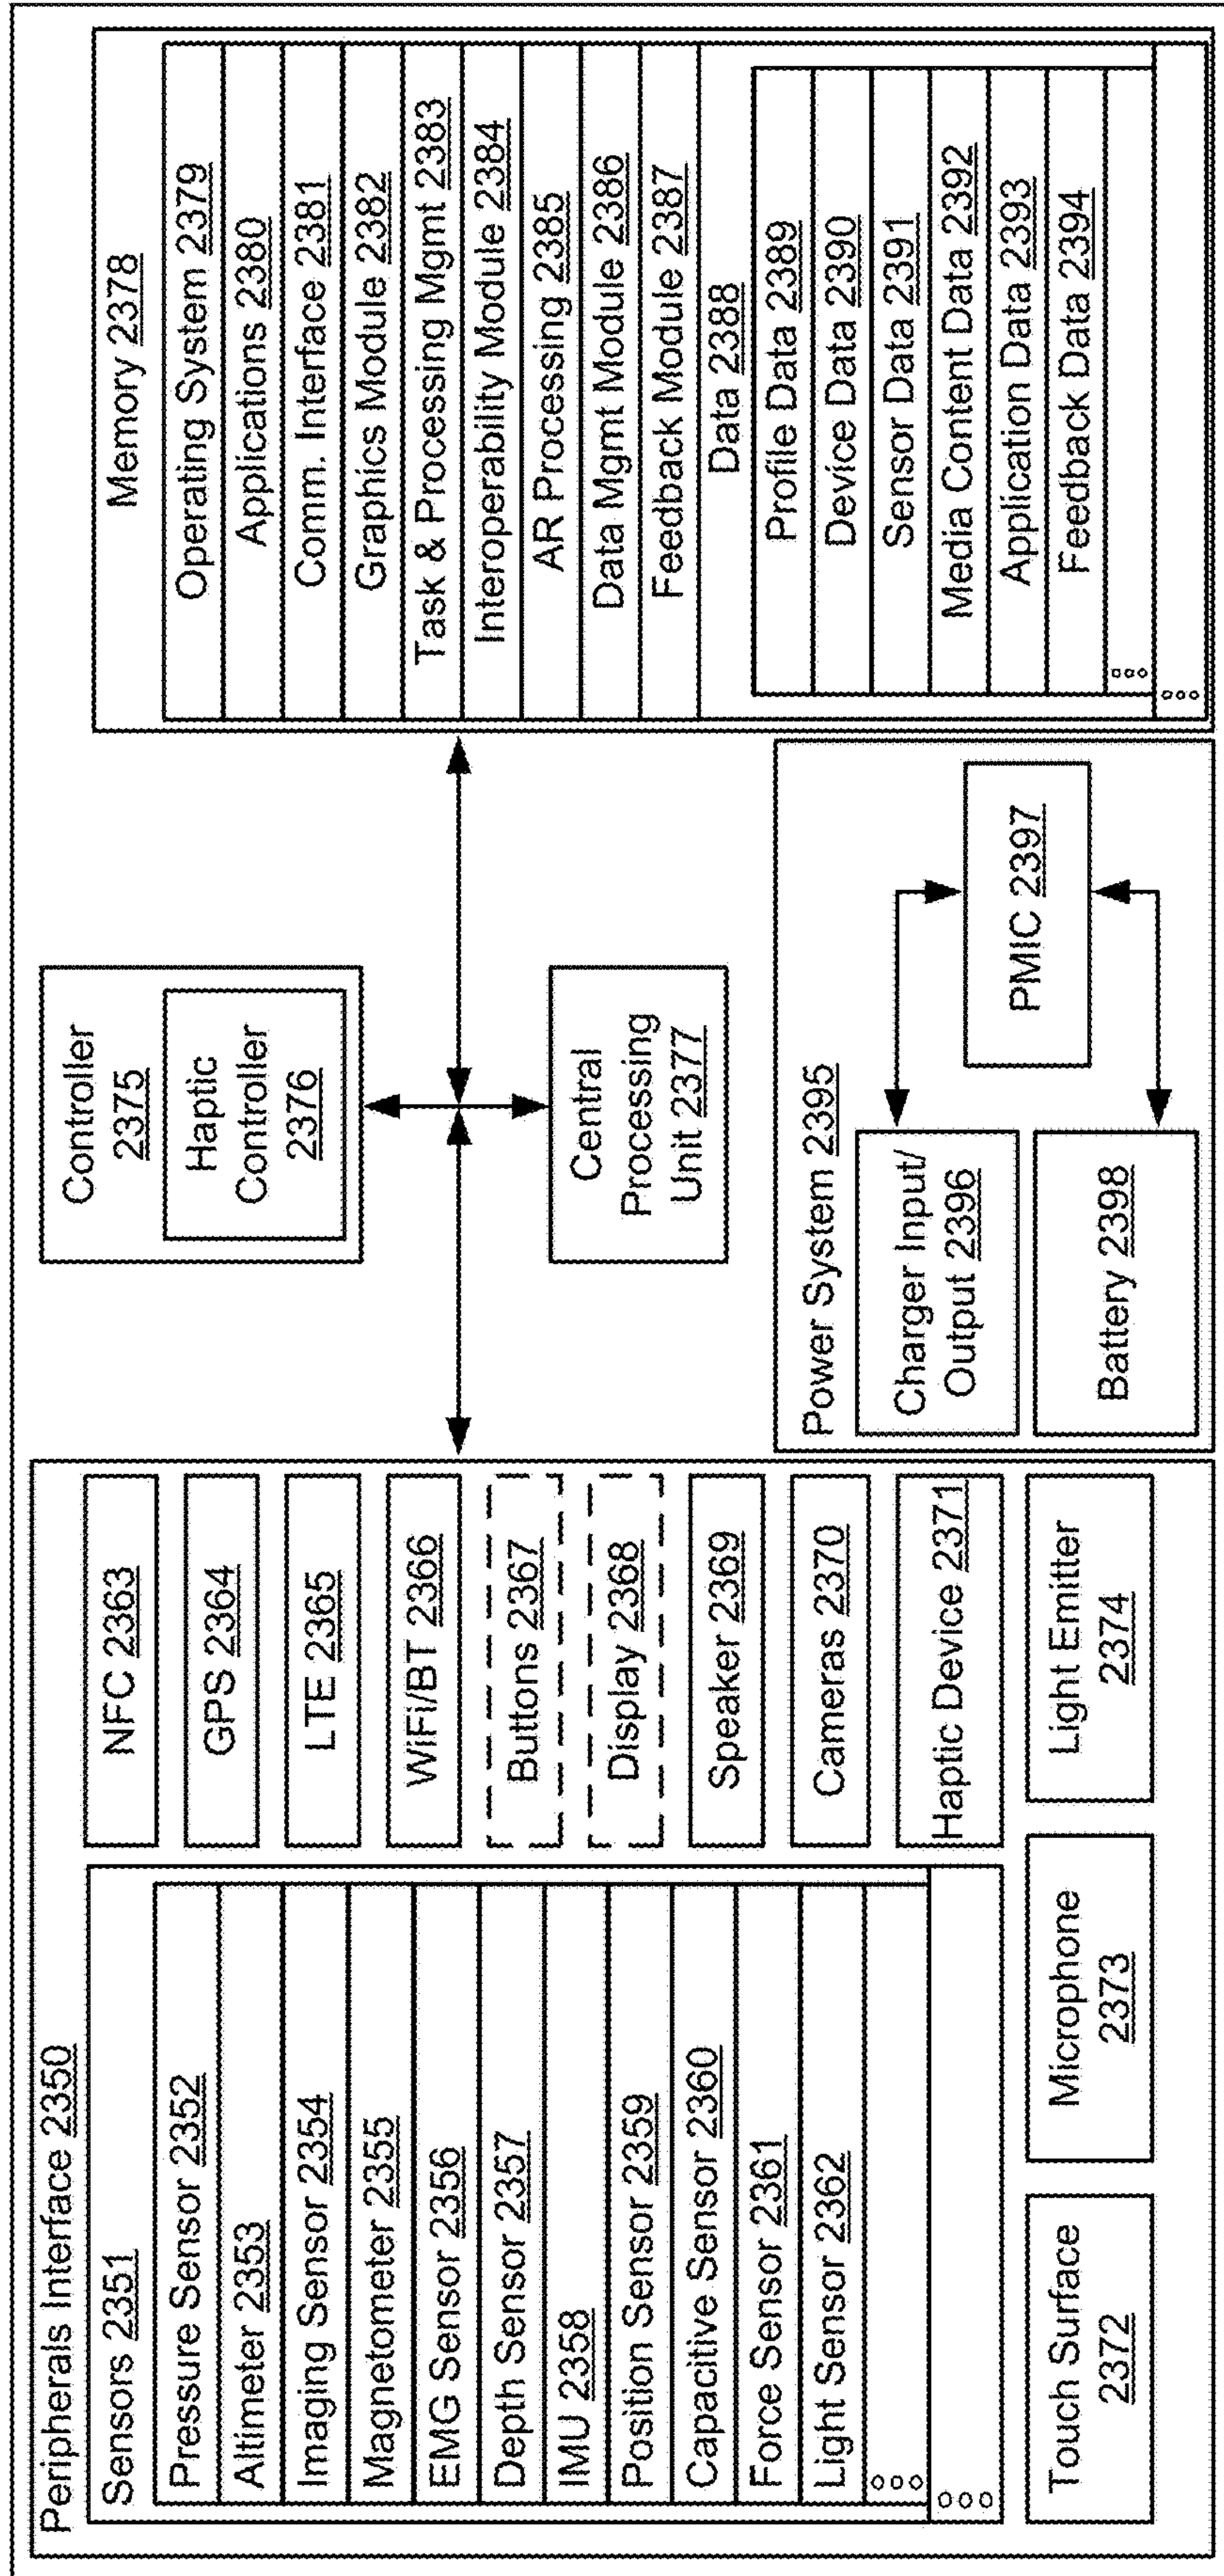 Peripherals Interface 2350
Sensors 2351
Pressure Sensor 2352
Altimeter 2353
Imaging Sensor 2354
Magnetometer 2355
EMG Sensor 2356
Depth Sensor 2357
IMU 2358
Position Sensor 2359
Capacitive Sensor 2360
Force Sensor 2361
Light Sensor 2362
NFC 2363
GPS 2364
LTE 2365
WiFi/BT 2366
Buttons 2367
Display 2368
Speaker 2369
Cameras 2370
Haptic Device 2371
Touch Surface
2372
Microphone
2373
Light Emitter
2374
Controller
2375
Haptic
Controller
2376
Central
Processing
Unit 2377
Power System 2395
Charger Input/
Output 2396
Battery 2398
PMIC 2397
Memory 2378
Operating System 2379
Applications 2380
Comm. Interface 2381
Graphics Module 2382
Task & Processing Mgmt 2383
Interoperability Module 2384
AR Processing 2385
Data Mgmt Module 2386
Feedback Module 2387
Data 2388
Profile Data 2389
Device Data 2390
Sensor Data 2391
Media Content Data 2392
Application Data 2393
Feedback Data 2394